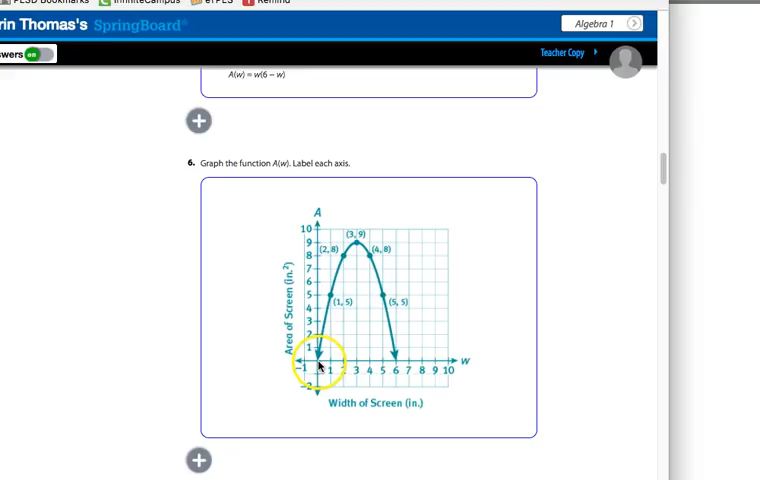 PLSD Bookmarks InfiniteCampus eTPES Remind
rin Thomas's SpringBoard®
Algebra 1
swers on
Teacher Copy
A(w) = w(6 – w)
6. Graph the function A(w). Label each axis.
A
10
9
8
7
6
5
4
3
2
1
(3, 9)
(2, 8)
(4, 8)
(1, 5)
(5, 5)
Area of Screen (in.²)
–1 1 2 3 4 5 6 7 8 9 10 w
–2
Width of Screen (in.)